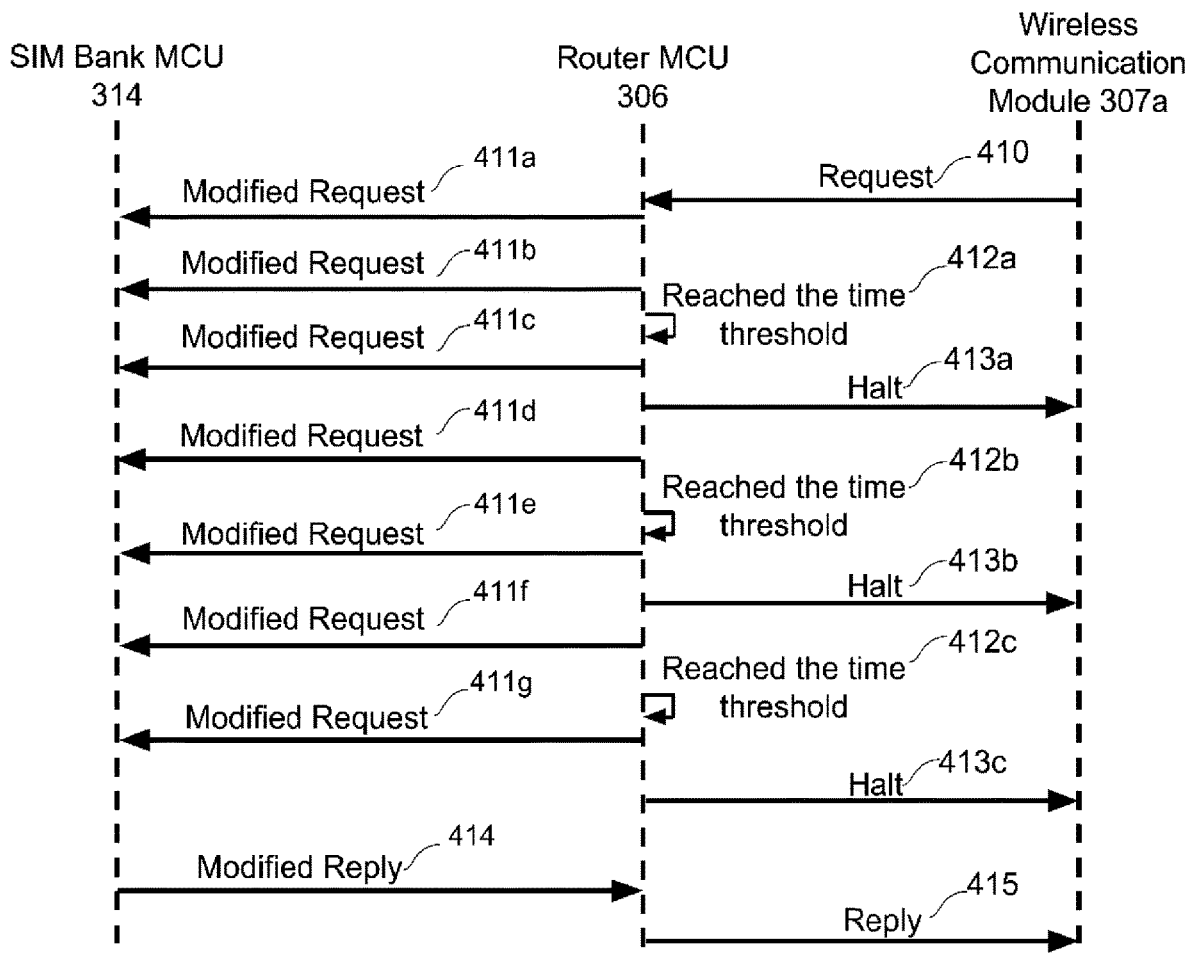 SIM Bank MCU
314
Router MCU
306
Wireless
Communication
Module 307a
411a
Modified Request
410
Request
411b
Modified Request
412a
Reached the time
threshold
411c
Modified Request
413a
Halt
411d
Modified Request
412b
Reached the time
threshold
411e
Modified Request
413b
Halt
411f
Modified Request
412c
Reached the time
threshold
411g
Modified Request
413c
Halt
414
Modified Reply
415
Reply